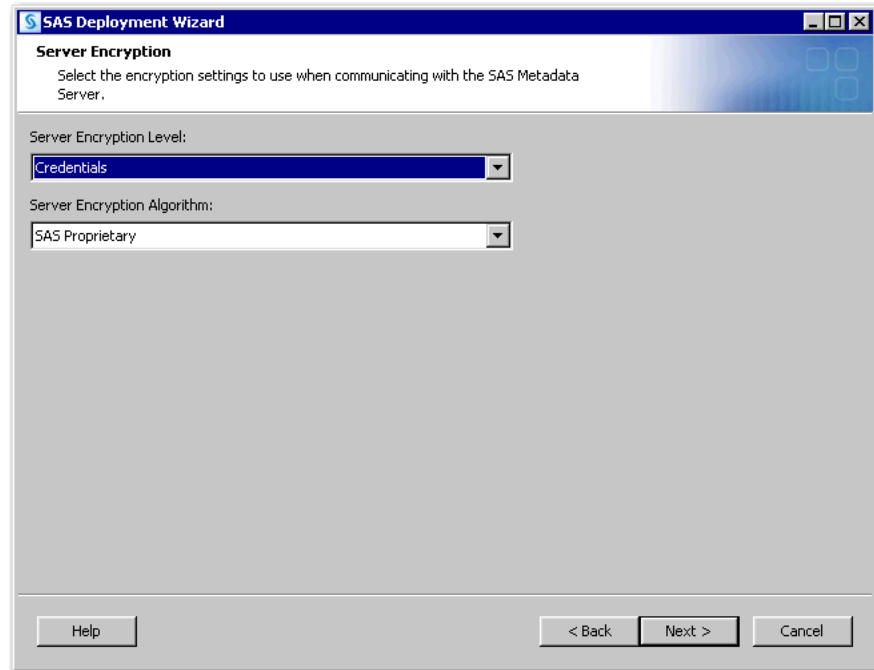 SAS Deployment Wizard
Server Encryption
Select the encryption settings to use when communicating with the SAS Metadata
Server.
Server Encryption Level:
Credentials
Server Encryption Algorithm:
SAS Proprietary
Help
< Back
Next >
Cancel